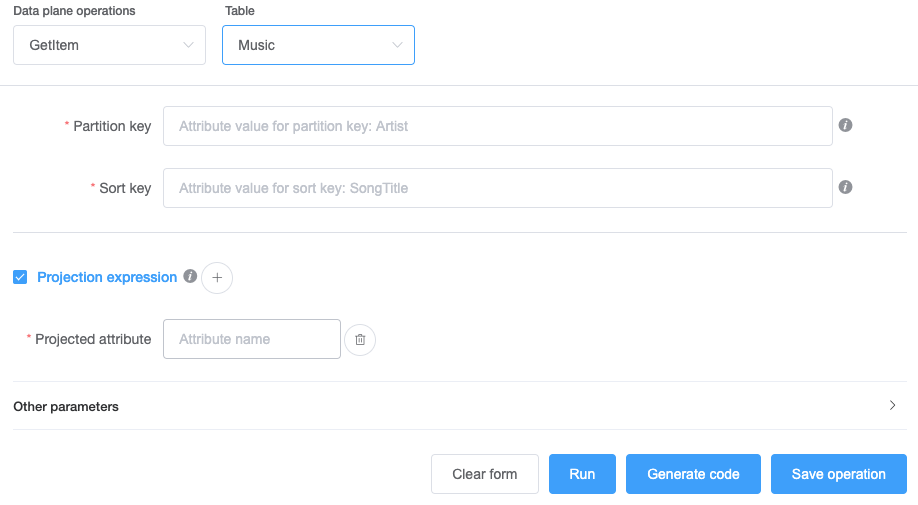 Data plane operations Table
GetItem Music
* Partition key Attribute value for partition key: Artist
* Sort key Attribute value for sort key: SongTitle
Projection expression
* Projected attribute Attribute name
Other parameters
Clear form Run Generate code Save operation